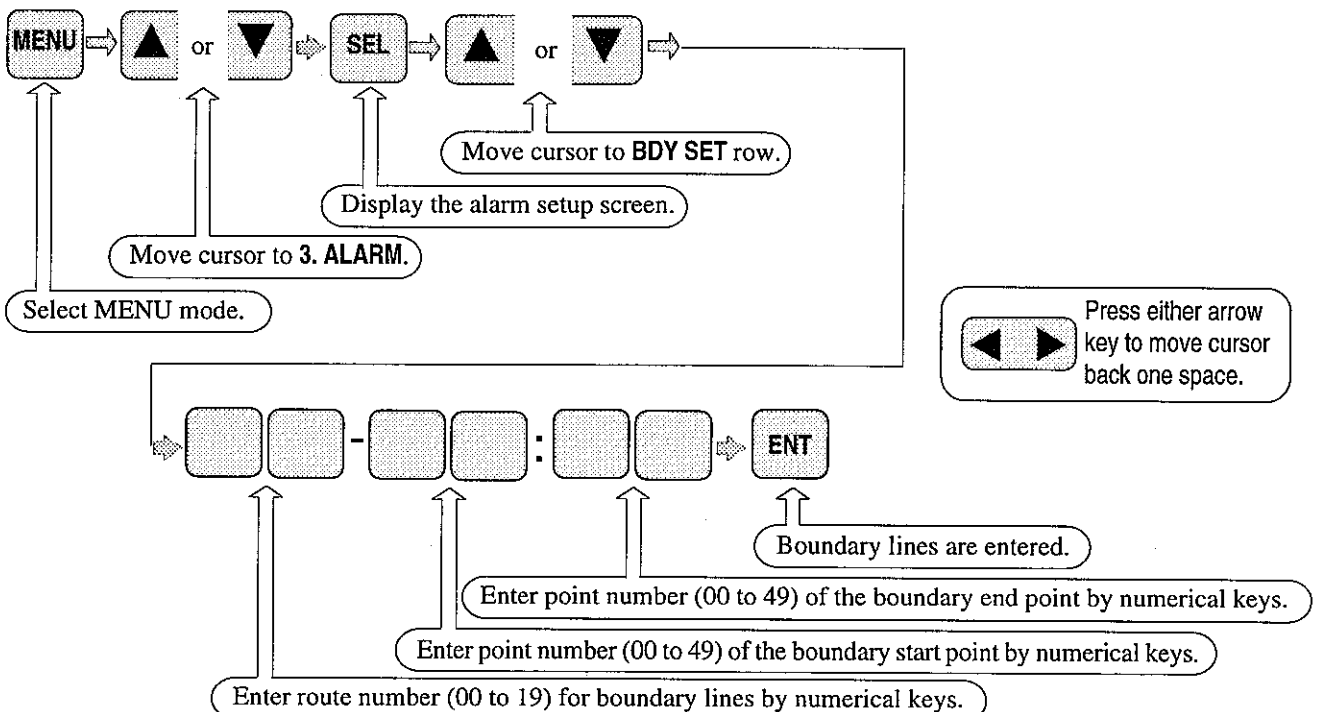 MENU or SEL or
Move cursor to BDY SET row.
Display the alarm setup screen.
Move cursor to 3. ALARM.
Select MENU mode.
Press either arrow
key to move cursor
back one space.
- : ENT
Boundary lines are entered.
Enter point number (00 to 49) of the boundary end point by numerical keys.
Enter point number (00 to 49) of the boundary start point by numerical keys.
Enter route number (00 to 19) for boundary lines by numerical keys.